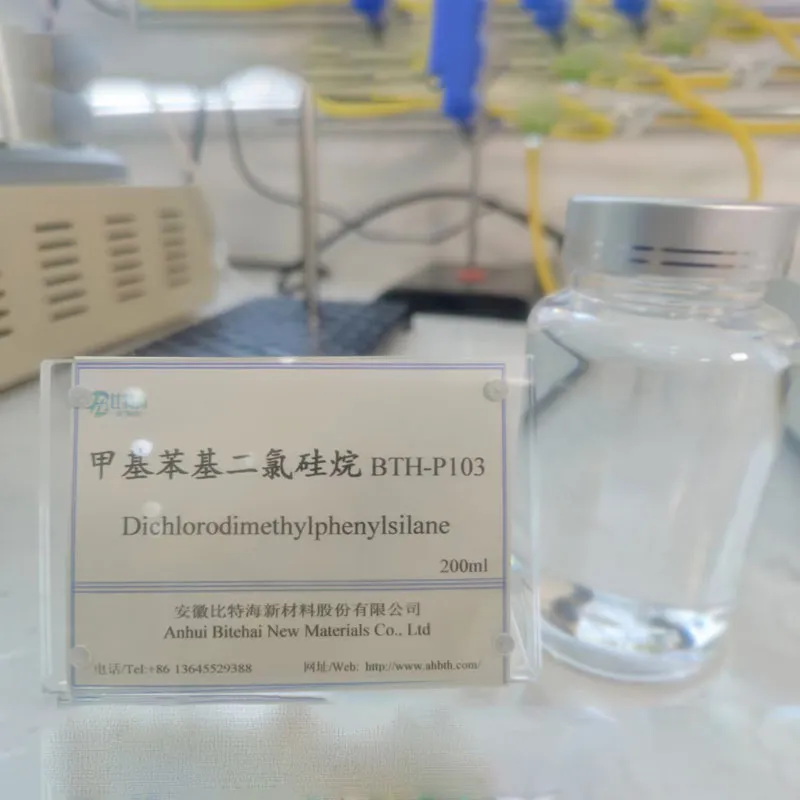 甲基苯基二氯硅烷 BTH-P103
Dichlorodimethylphenylsilane
200ml
安徽比特海新材料股份有限公司
Anhui Bitehai New Materials Co., Ltd
电话/Tel:+86 13645529388 网址/Web: http://www.ahbth.com/